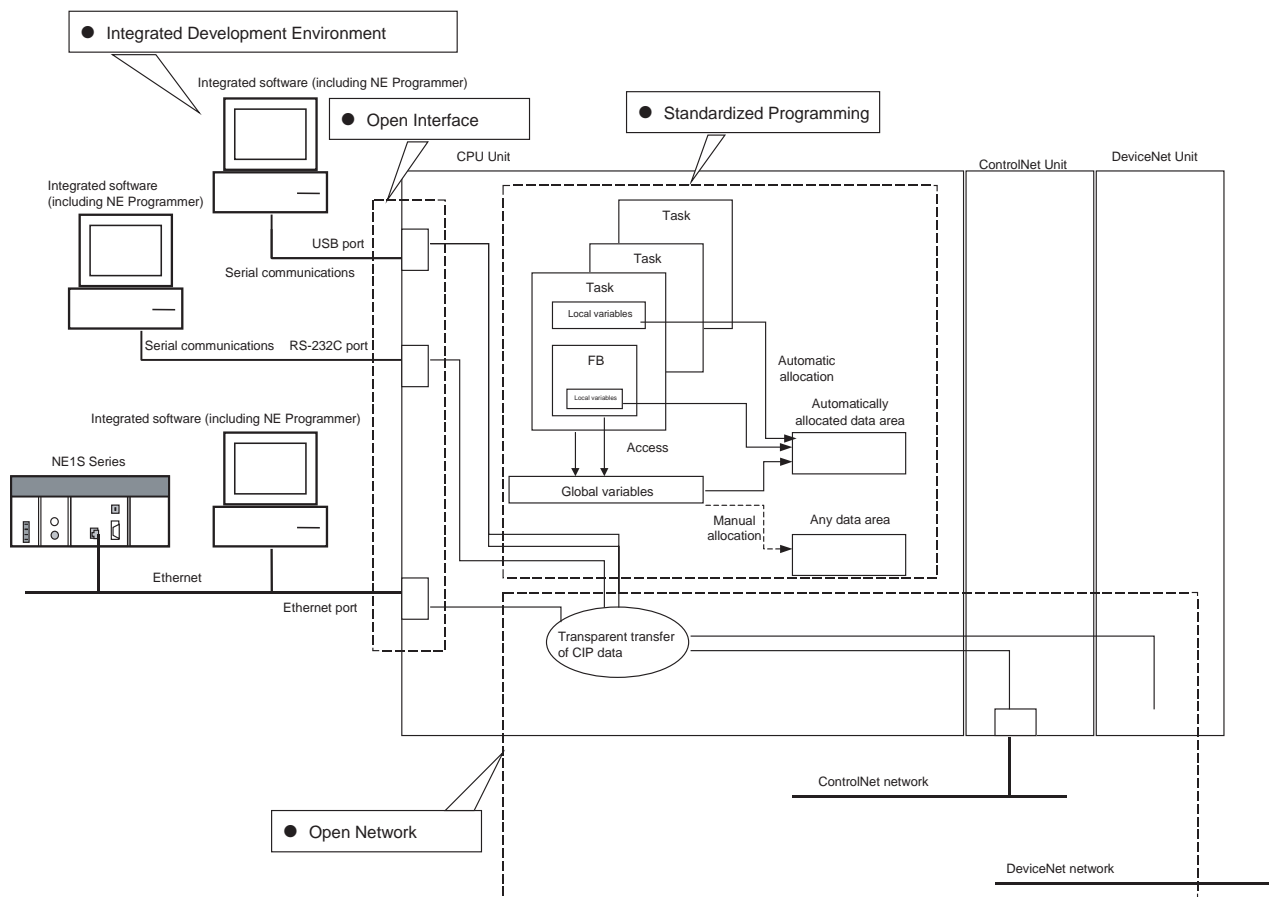 ● Integrated Development Environment
Integrated software (including NE Programmer)
● Open Interface
● Standardized Programming
CPU Unit
ControlNet Unit
DeviceNet Unit
Integrated software
(including NE Programmer)
USB port
Serial communications
Serial communications
RS-232C port
Task
Task
Task
Local variables
FB
Local variables
Automatic
allocation
Automatically
allocated data area
Access
Global variables
Manual
allocation
Any data area
Integrated software (including NE Programmer)
NE1S Series
Ethernet
Ethernet port
Transparent transfer
of CIP data
ControlNet network
● Open Network
DeviceNet network